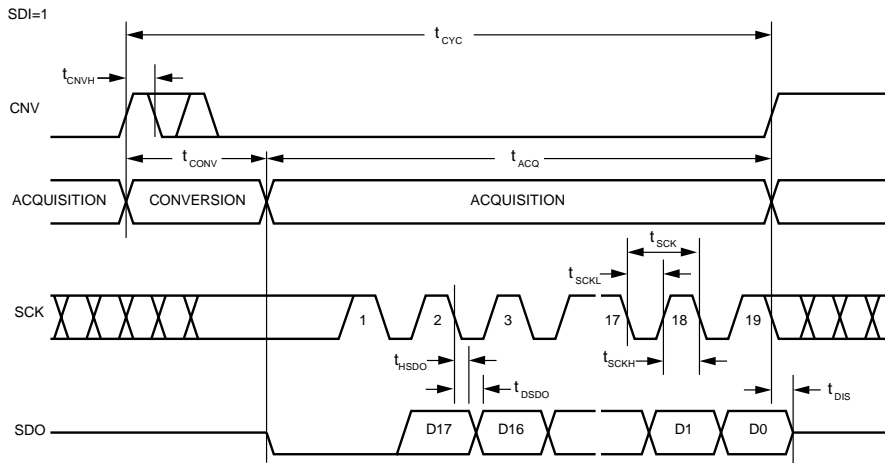 SDI=1
tCYC
tCNVH
CNV
tCONV
tACQ
ACQUISITION
CONVERSION
ACQUISITION
tSCK
tSCKL
SCK
1
2
3
17
18
19
tHSDO
tSCKH
tDSDO
tDIS
SDO
D17
D16
D1
D0